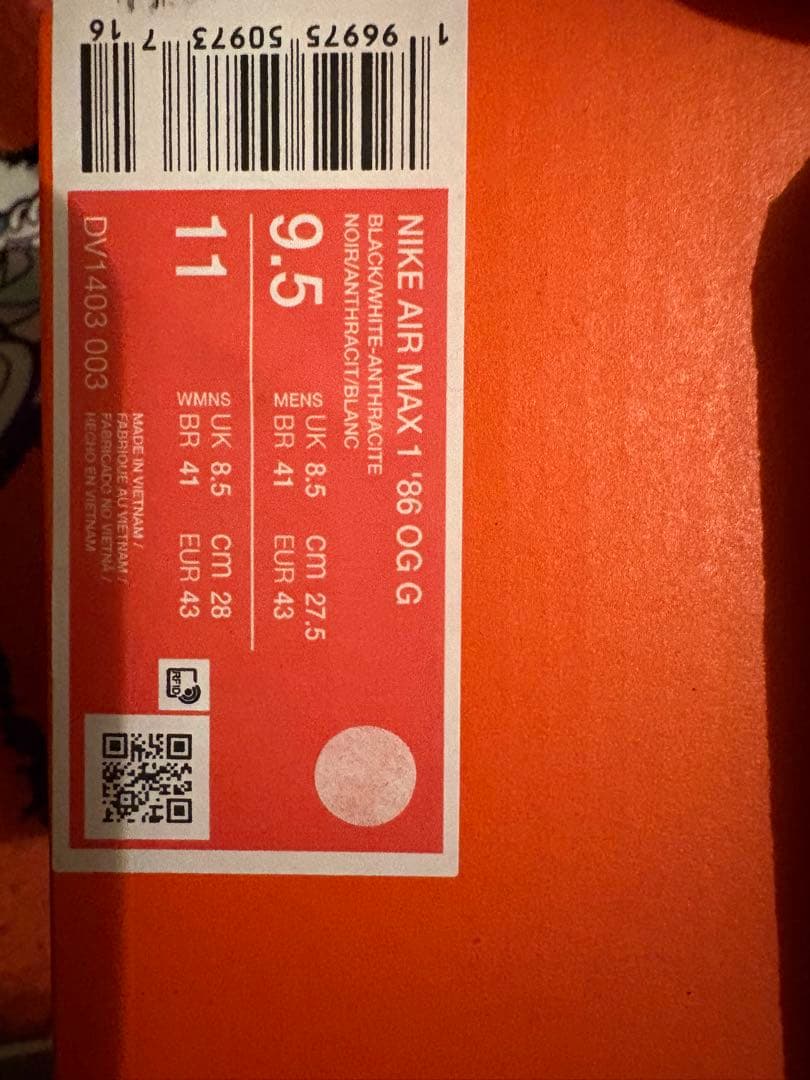 1 96975 50973 7 16
NIKE AIR MAX 1 '86 OG G
BLACK/WHITE-ANTHRACITE
NOIR/ANTHRACIT/BLANC
9.5
MENS
UK 8.5 cm 27.5
BR 41 EUR 43
11
WMNS
UK 8.5 cm 28
BR 41 EUR 43
DV1403 003
MADE IN VIETNAM /
FABRIQUE AU VIETNAM /
FABRICADO NO VIETNÃ /
HECHO EN VIETNAM
RFID